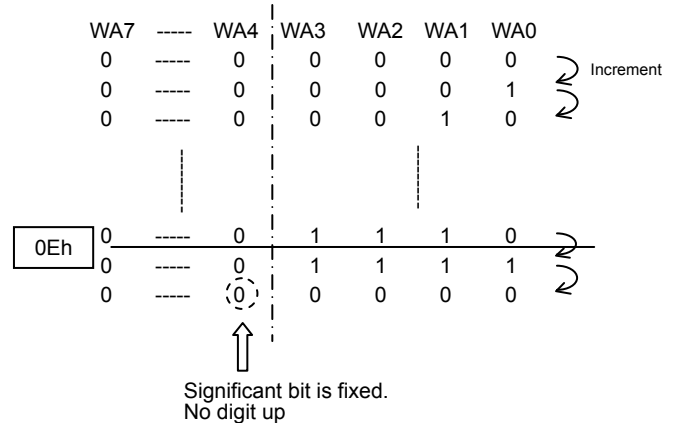 WA7 ----- WA4 WA3 WA2 WA1 WA0
0 ----- 0 0 0 0 0
Increment
0 ----- 0 0 0 0 1
0 ----- 0 0 0 1 0
0Eh 0 ----- 0 1 1 1 0
0 ----- 0 1 1 1 1
0 ----- 0 0 0 0 0
Significant bit is fixed.
No digit up